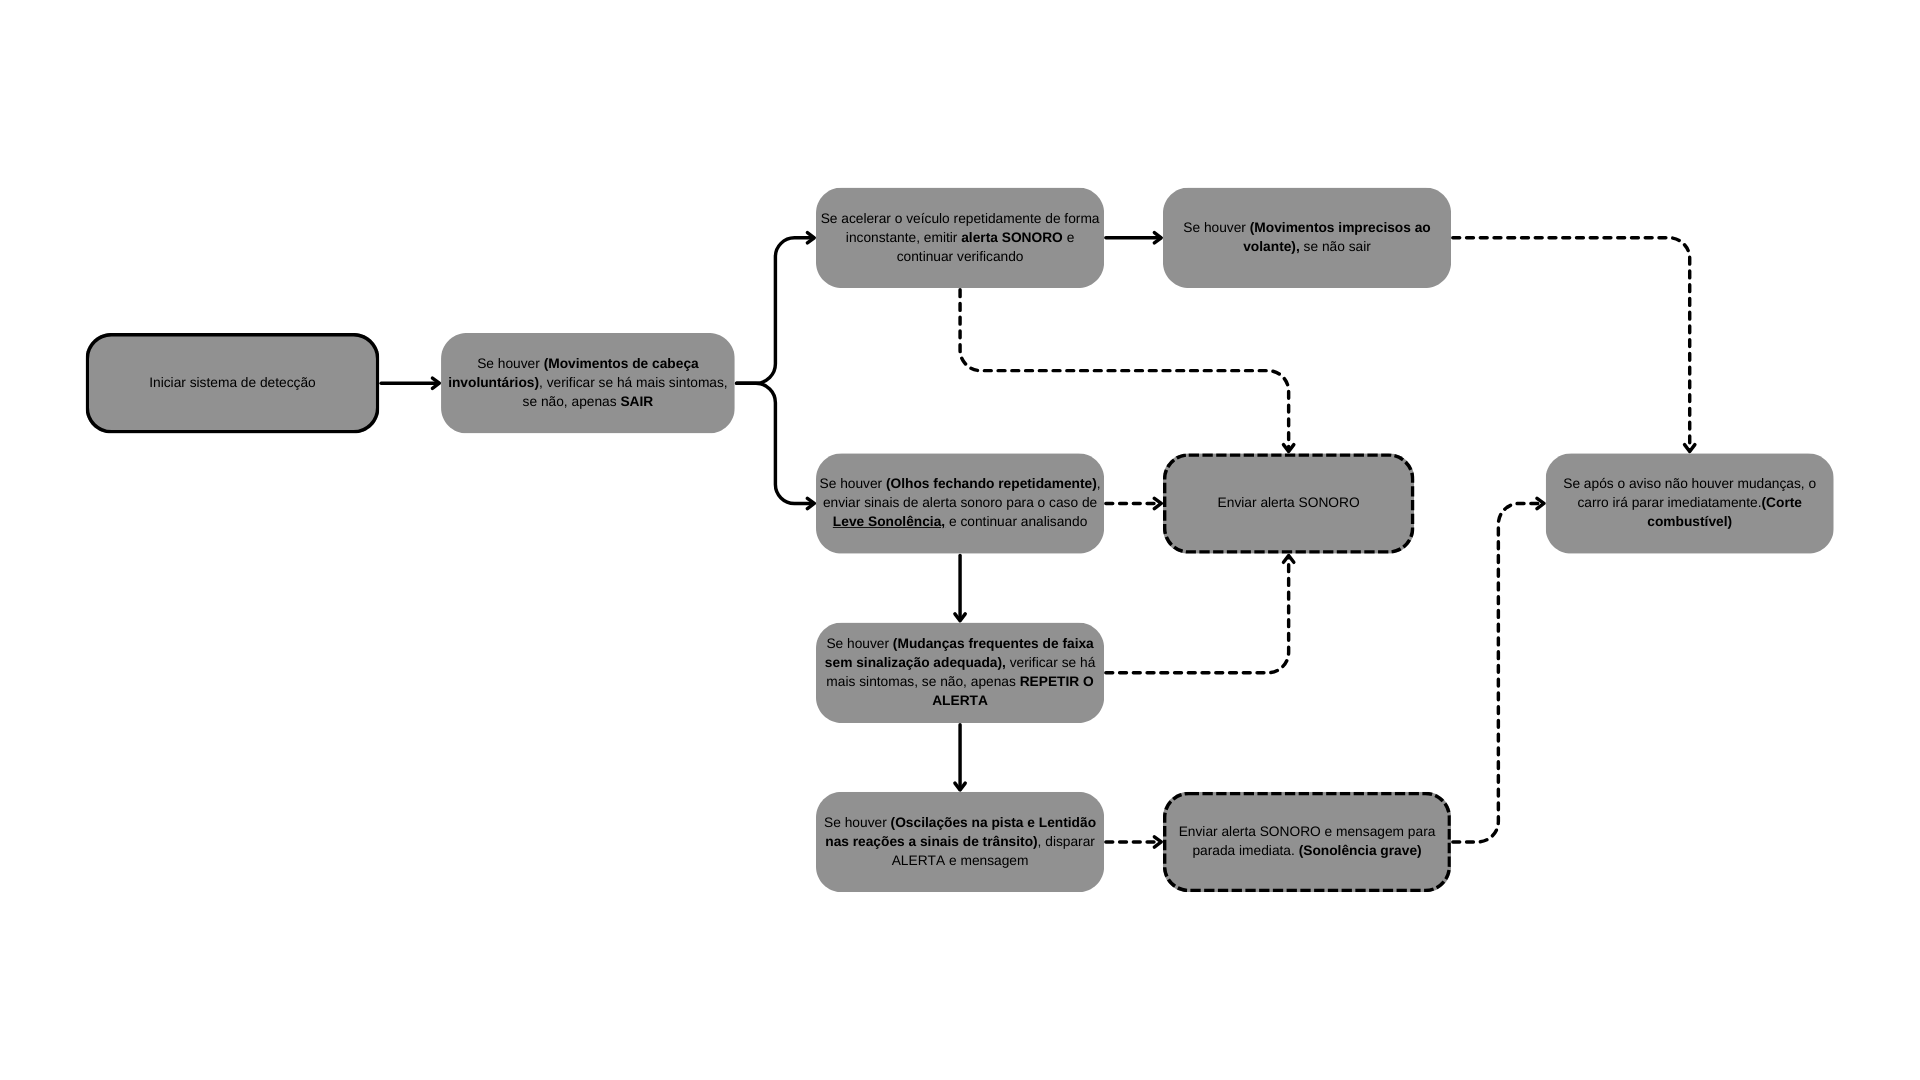 Se acelerar o veículo repetidamente de forma
inconstante, emitir alerta SONORO e
continuar verificando
Se houver (Movimentos imprecisos ao
volante), se não sair
Iniciar sistema de detecção
Se houver (Movimentos de cabeça
involuntários), verificar se há mais sintomas,
se não, apenas SAIR
Se houver (Olhos fechando repetidamente),
enviar sinais de alerta sonoro para o caso de
Leve Sonolência, e continuar analisando
Enviar alerta SONORO
Se após o aviso não houver mudanças, o
carro irá parar imediatamente.(Corte
combustível)
Se houver (Mudanças frequentes de faixa
sem sinalização adequada), verificar se há
mais sintomas, se não, apenas REPETIR O
ALERTA
Se houver (Oscilações na pista e Lentidão
nas reações a sinais de trânsito), disparar
ALERTA e mensagem
Enviar alerta SONORO e mensagem para
parada imediata. (Sonolência grave)